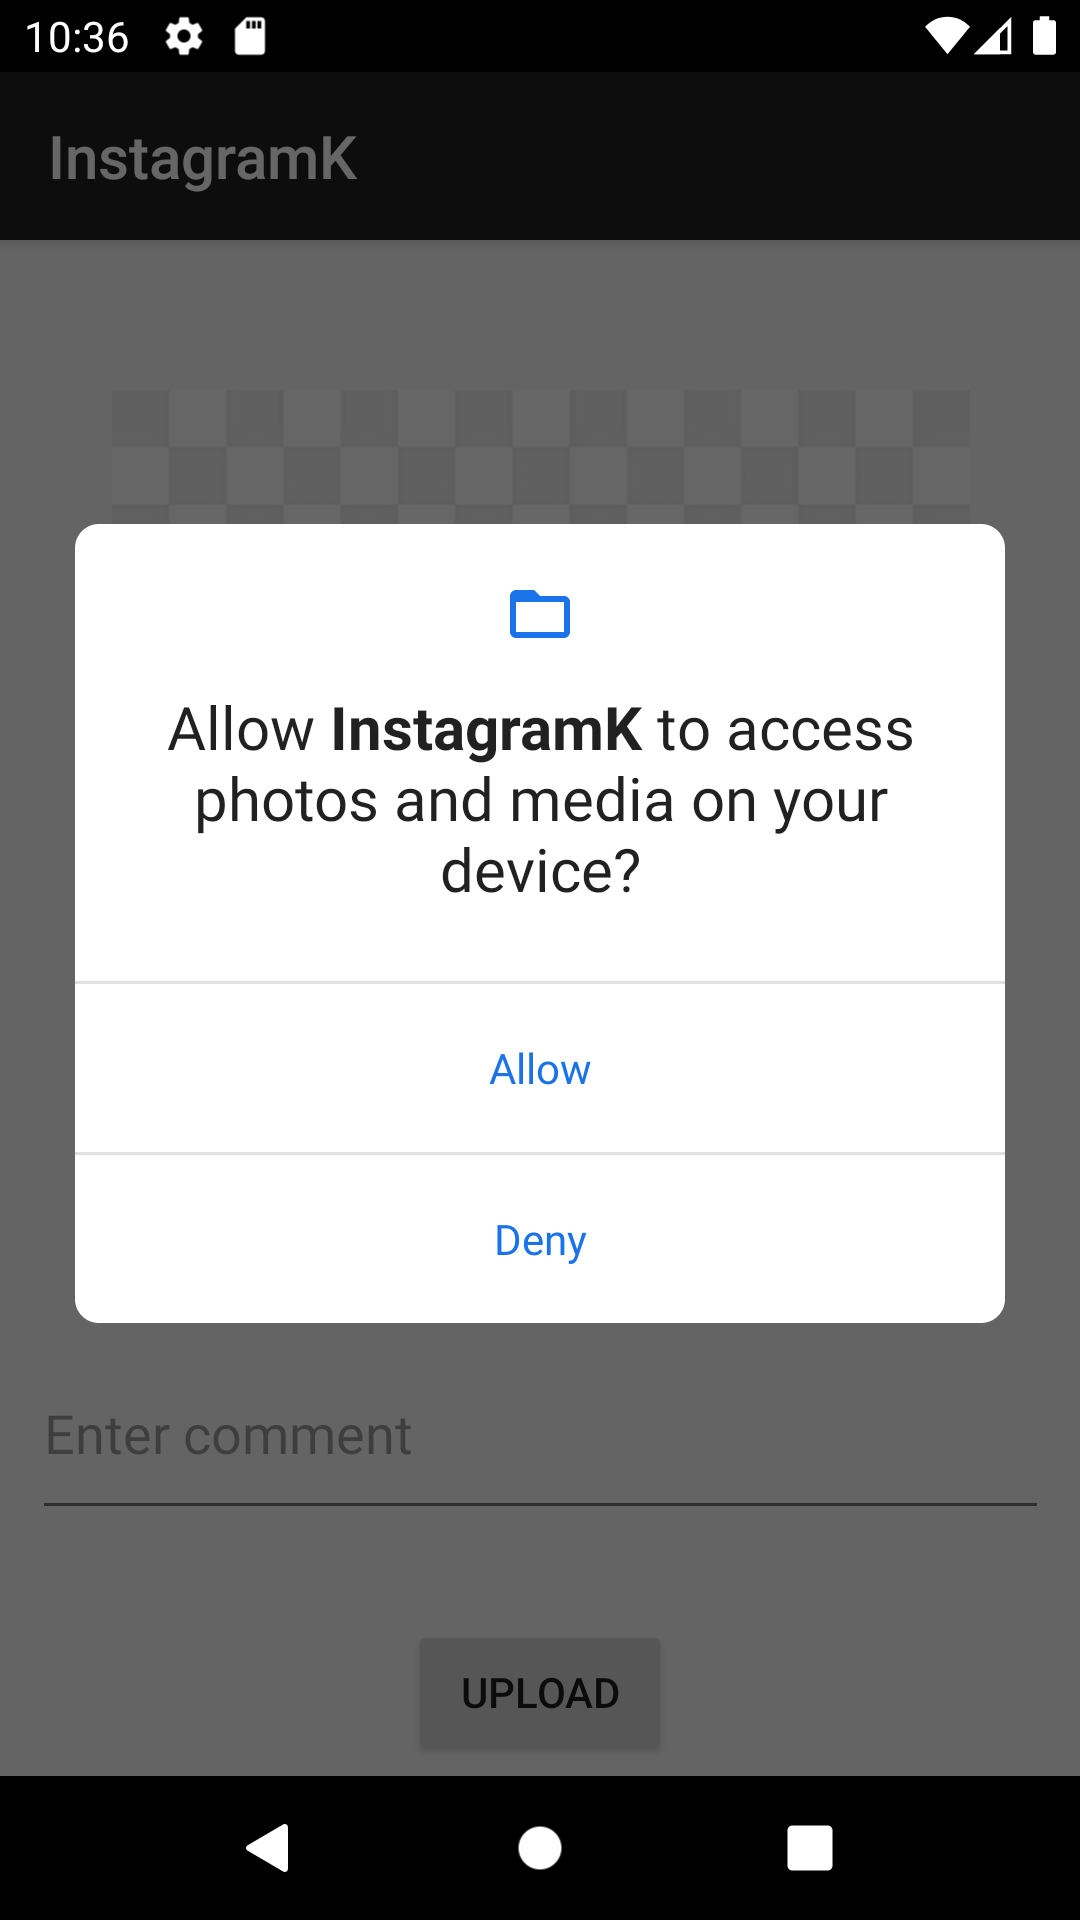 10:36
InstagramK
Allow InstagramK to access
photos and media on your
device?
Allow
Deny
Enter comment
UPLOAD